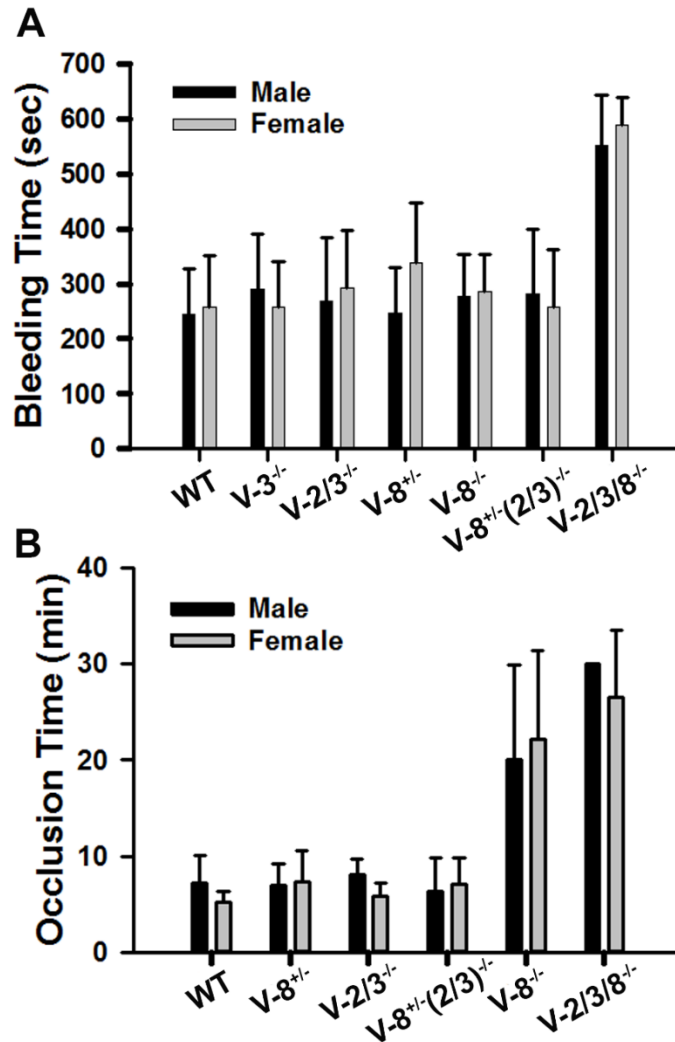 A
Bleeding Time (sec)
700
600
500
400
300
200
100
0
Male
Female
WT
V-3⁻/⁻
V-2/3⁻/⁻
V-8⁺/⁻
V-8⁻/⁻
V-8⁺/⁻(2/3)⁻/⁻
V-2/3/8⁻/⁻
B
Occlusion Time (min)
40
30
20
10
0
Male
Female
WT
V-8⁺/⁻
V-2/3⁻/⁻
V-8⁺/⁻(2/3)⁻/⁻
V-8⁻/⁻
V-2/3/8⁻/⁻